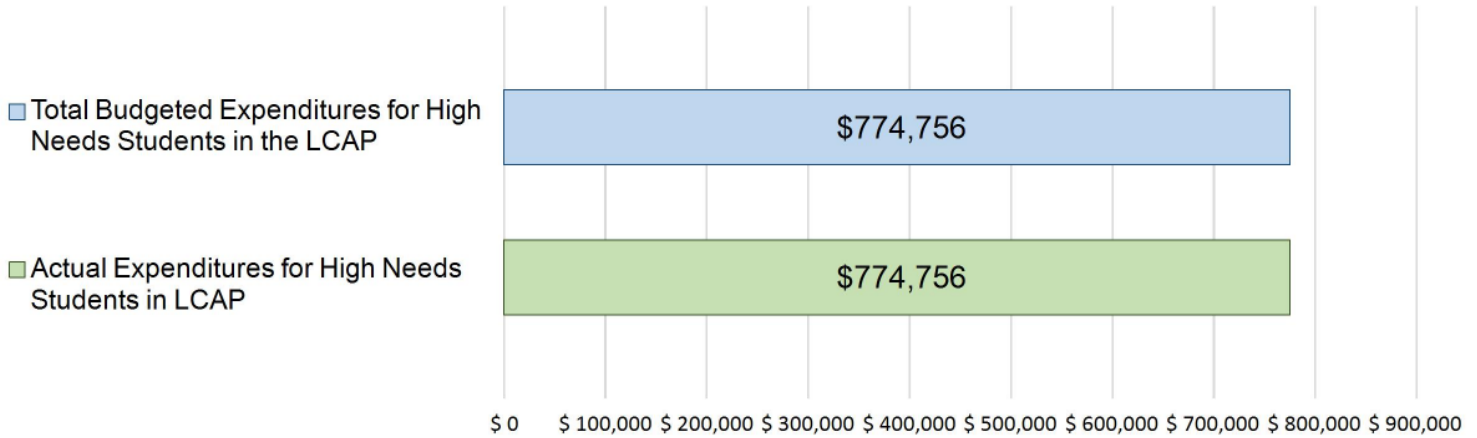 Total Budgeted Expenditures for High
Needs Students in the LCAP
$774,756
Actual Expenditures for High Needs
Students in LCAP
$774,756
$ 0 $ 100,000 $ 200,000 $ 300,000 $ 400,000 $ 500,000 $ 600,000 $ 700,000 $ 800,000 $ 900,000